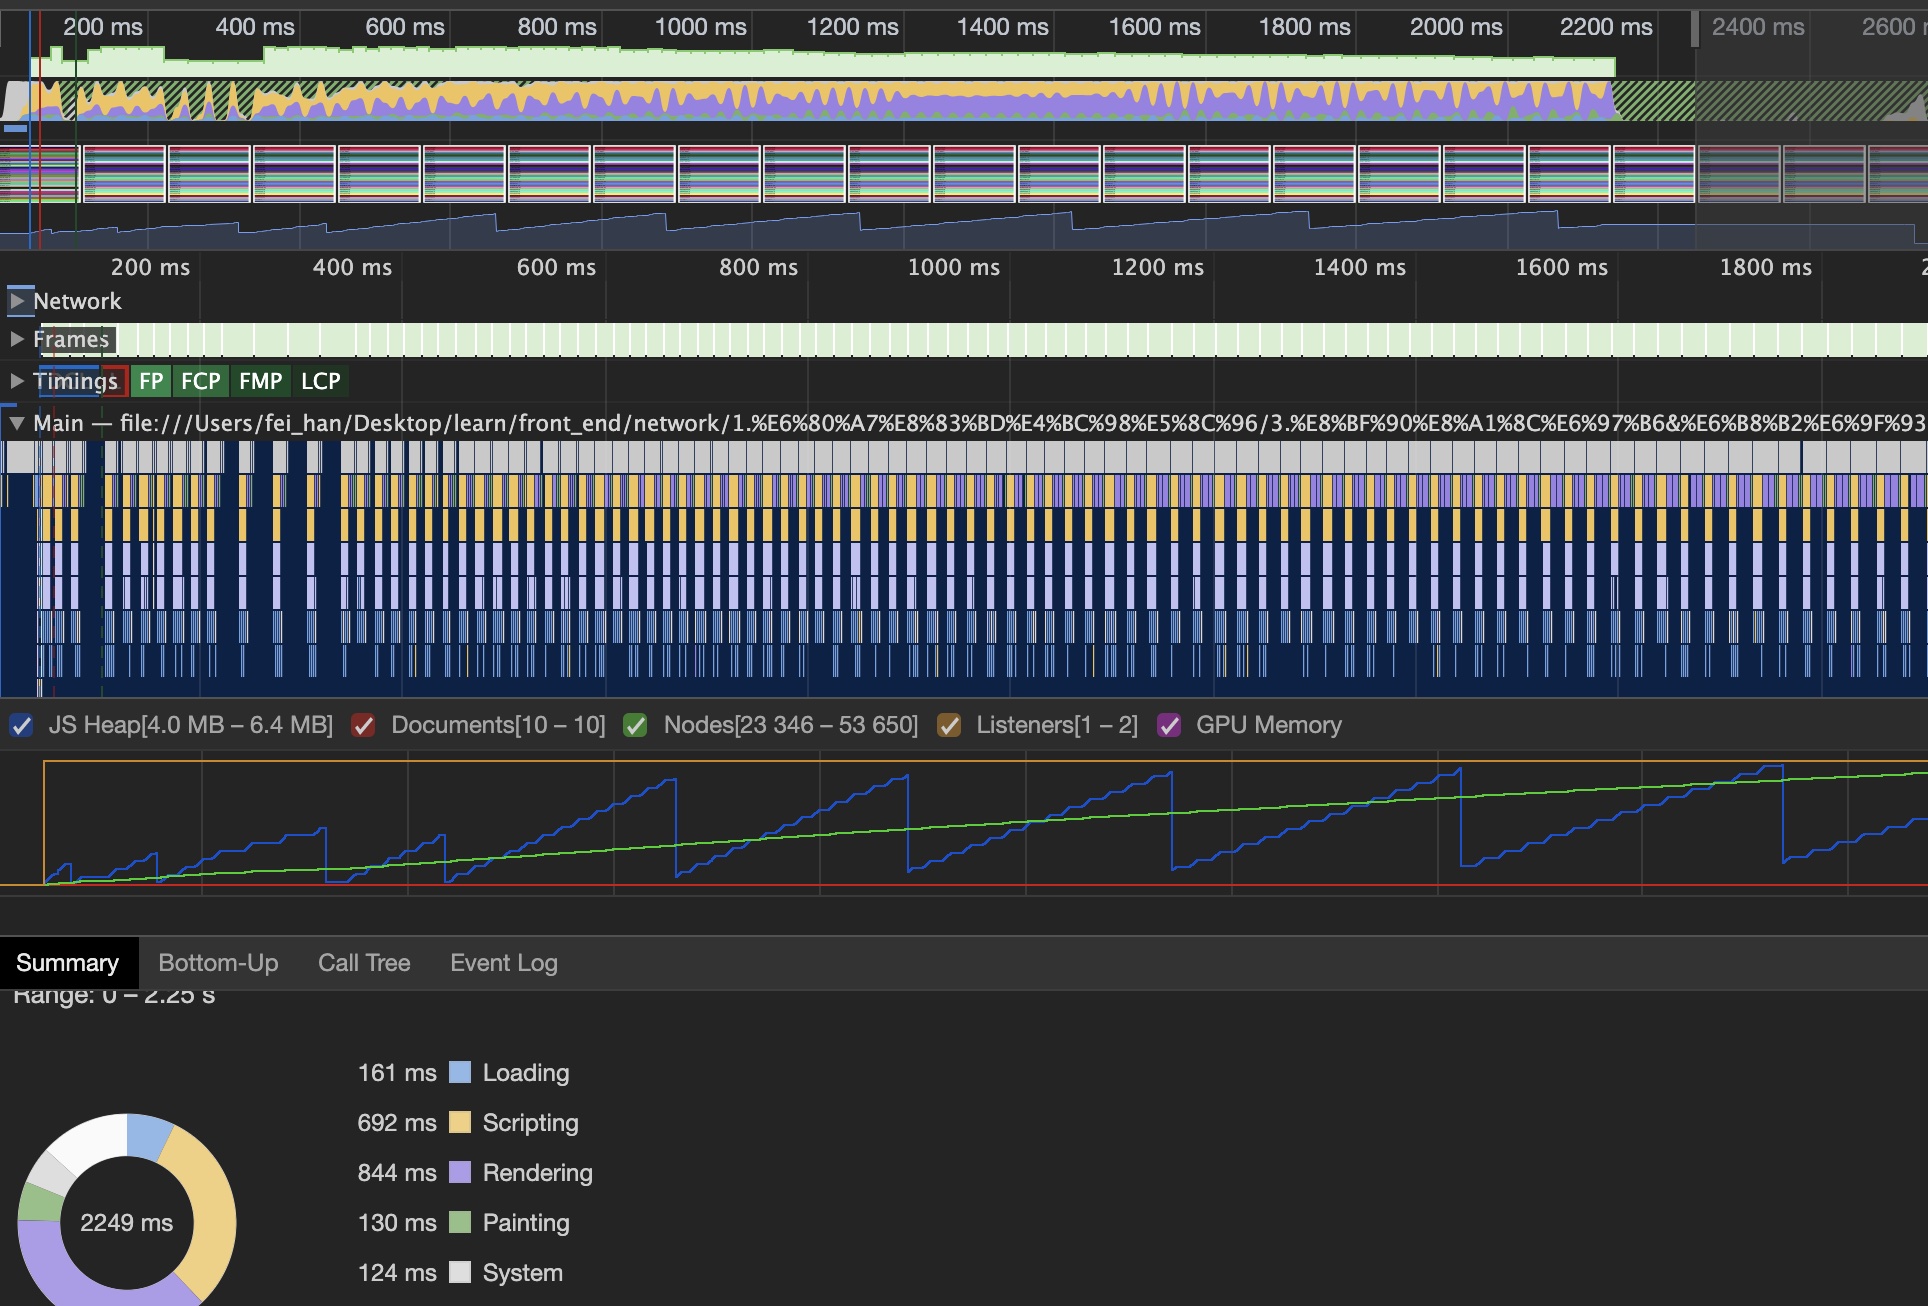 200 ms 400 ms 600 ms 800 ms 1000 ms 1200 ms 1400 ms 1600 ms 1800 ms 2000 ms 2200 ms 2400 ms 2600
200 ms 400 ms 600 ms 800 ms 1000 ms 1200 ms 1400 ms 1600 ms 1800 ms
Network
Frames
Timings FP FCP FMP LCP
Main — file:///Users/fei_han/Desktop/learn/front_end/network/1.%E6%80%A7%E8%83%BD%E4%BC%98%E5%8C%96/3.%E8%BF%90%E8%A1%8C%E6%97%B6&%E6%B8%B2%E6%9F%93
JS Heap[4.0 MB – 6.4 MB] Documents[10 – 10] Nodes[23 346 – 53 650] Listeners[1 – 2] GPU Memory
Summary Bottom-Up Call Tree Event Log
Range: 0 – 2.25 s
161 ms Loading
692 ms Scripting
844 ms Rendering
2249 ms
130 ms Painting
124 ms System